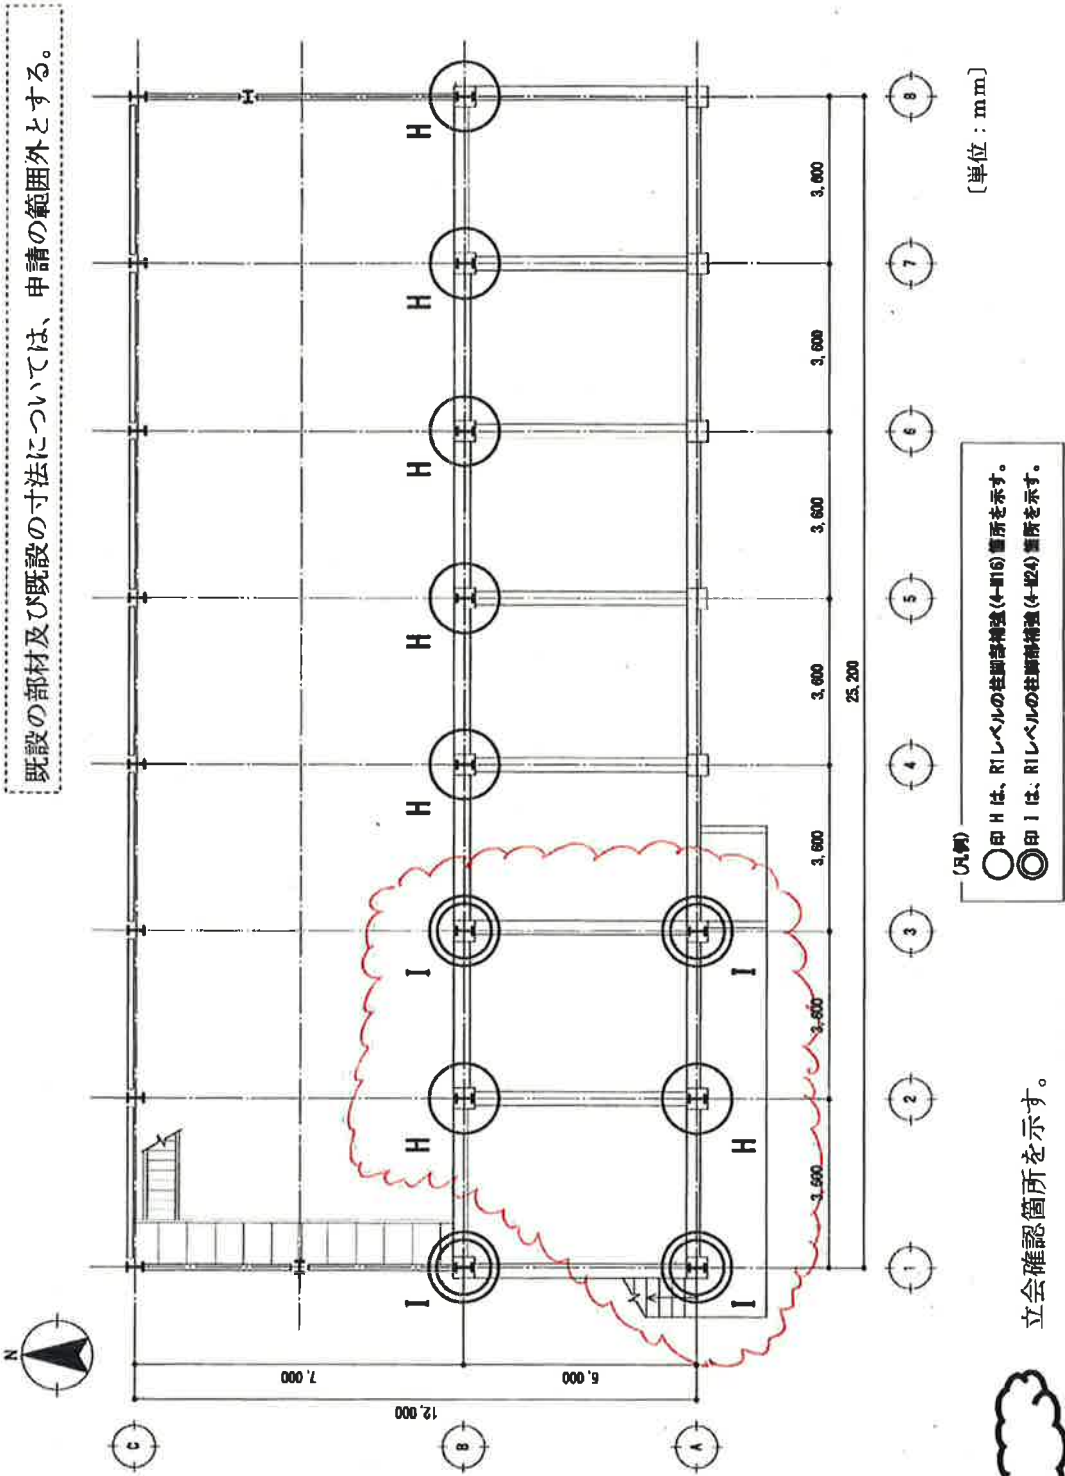 既設の部材及び既設の寸法については、申請の範囲外とする。
N
C
B
A
7,000
5,000
12,000
H
H
H
H
H
I
H
I
I
H
I
3,600
3,600
3,600
3,600
3,600
3,600
3,600
25,200
1
2
3
4
5
6
7
8
[単位：mm]
(凡例)
印 H は、R1レベルの柱脚部補強(4-M16)箇所を示す。
印 I は、R1レベルの柱脚部補強(4-M24)箇所を示す。
立会確認箇所を示す。